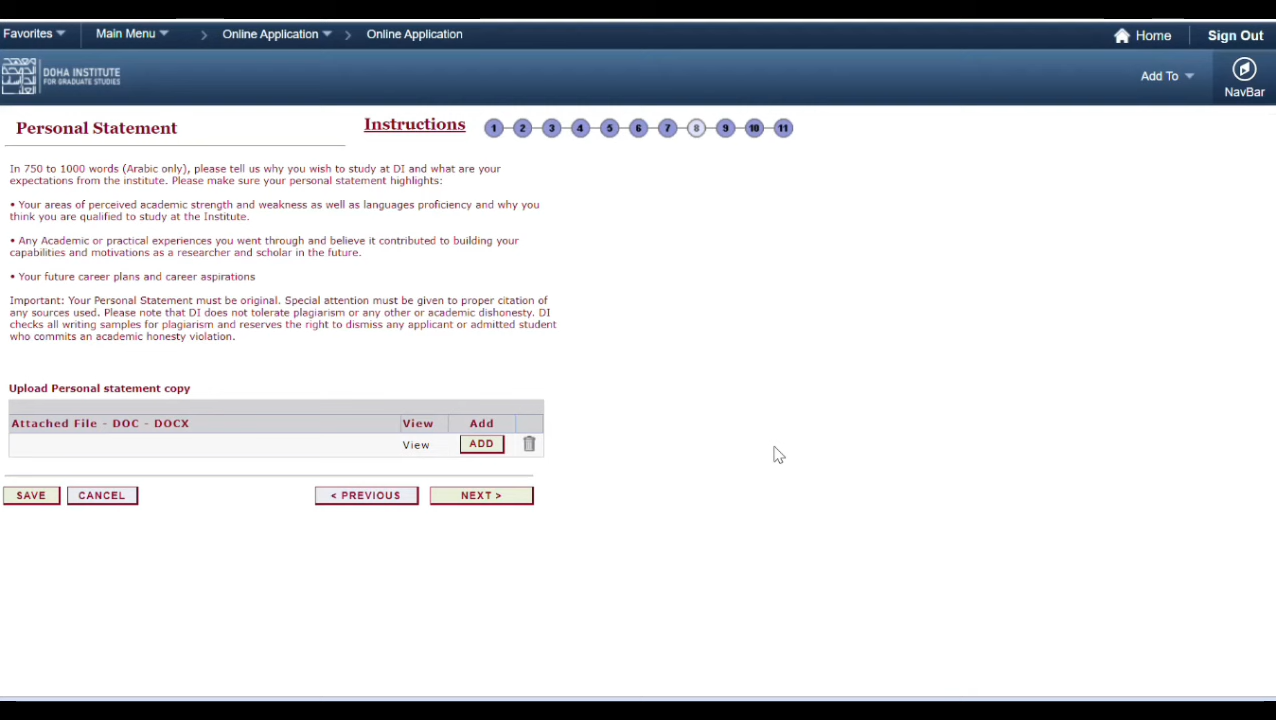 Favorites Main Menu > Online Application > Online Application Home Sign Out
DOHA INSTITUTE
FOR GRADUATE STUDIES
Add To
NavBar
Personal Statement
Instructions
1 2 3 4 5 6 7 8 9 10 11
In 750 to 1000 words (Arabic only), please tell us why you wish to study at DI and what are your
expectations from the institute. Please make sure your personal statement highlights:
• Your areas of perceived academic strength and weakness as well as languages proficiency and why you
think you are qualified to study at the Institute.
• Any Academic or practical experiences you went through and believe it contributed to building your
capabilities and motivations as a researcher and scholar in the future.
• Your future career plans and career aspirations
Important: Your Personal Statement must be original. Special attention must be given to proper citation of
any sources used. Please note that DI does not tolerate plagiarism or any other or academic dishonesty. DI
checks all writing samples for plagiarism and reserves the right to dismiss any applicant or admitted student
who commits an academic honesty violation.
Upload Personal statement copy
Attached File - DOC - DOCX View Add
View ADD
SAVE CANCEL < PREVIOUS NEXT >